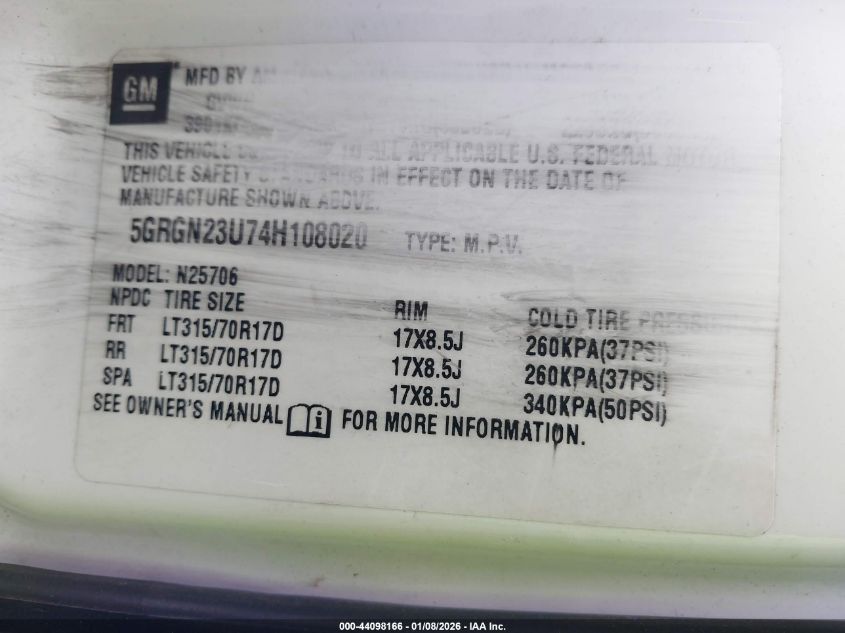 GM
MFD BY
THIS VEHICLE TO ALL APPLICABLE U.S. FEDERAL MOTOR
VEHICLE SAFETY STANDARDS IN EFFECT ON THE DATE OF
MANUFACTURE SHOWN ABOVE.
5GRGN23U74H108020 TYPE: M.P.V.
MODEL: N25706
NPDC TIRE SIZE RIM COLD TIRE PRESSURE
FRT LT315/70R17D 17X8.5J 260KPA(37PSI)
RR LT315/70R17D 17X8.5J 260KPA(37PSI)
SPA LT315/70R17D 17X8.5J 340KPA(50PSI)
SEE OWNER'S MANUAL FOR MORE INFORMATION.
000-44098166 - 01/08/2026 - IAA Inc.